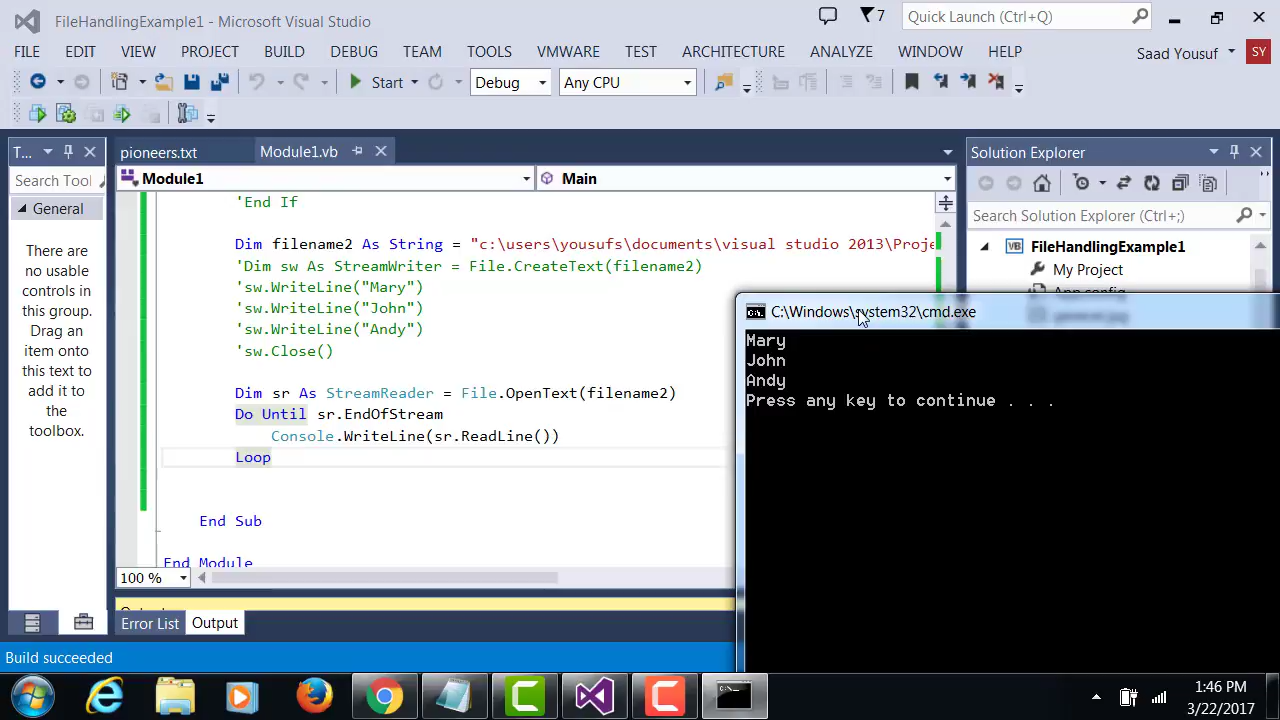 FileHandlingExample1 - Microsoft Visual Studio
7
Quick Launch (Ctrl+Q)
FILE EDIT VIEW PROJECT BUILD DEBUG TEAM TOOLS VMWARE TEST ARCHITECTURE ANALYZE WINDOW HELP Saad Yousuf SY
Start Debug Any CPU
T... pioneers.txt Module1.vb Solution Explorer
Search Tool Module1 Main
General
There are
no usable
controls in
this group.
Drag an
item onto
this text to
add it to
the
toolbox.
'End If
Dim filename2 As String = "c:\users\yousufs\documents\visual studio 2013\Proje
'Dim sw As StreamWriter = File.CreateText(filename2)
'sw.WriteLine("Mary")
'sw.WriteLine("John")
'sw.WriteLine("Andy")
'sw.Close()
Dim sr As StreamReader = File.OpenText(filename2)
Do Until sr.EndOfStream
Console.WriteLine(sr.ReadLine())
Loop
End Sub
End Module
100 %
Search Solution Explorer (Ctrl+;)
VB FileHandlingExample1
My Project
App.config
C:\Windows\system32\cmd.exe
Mary
John
Andy
Press any key to continue . . .
Error List Output
Build succeeded
1:46 PM
3/22/2017